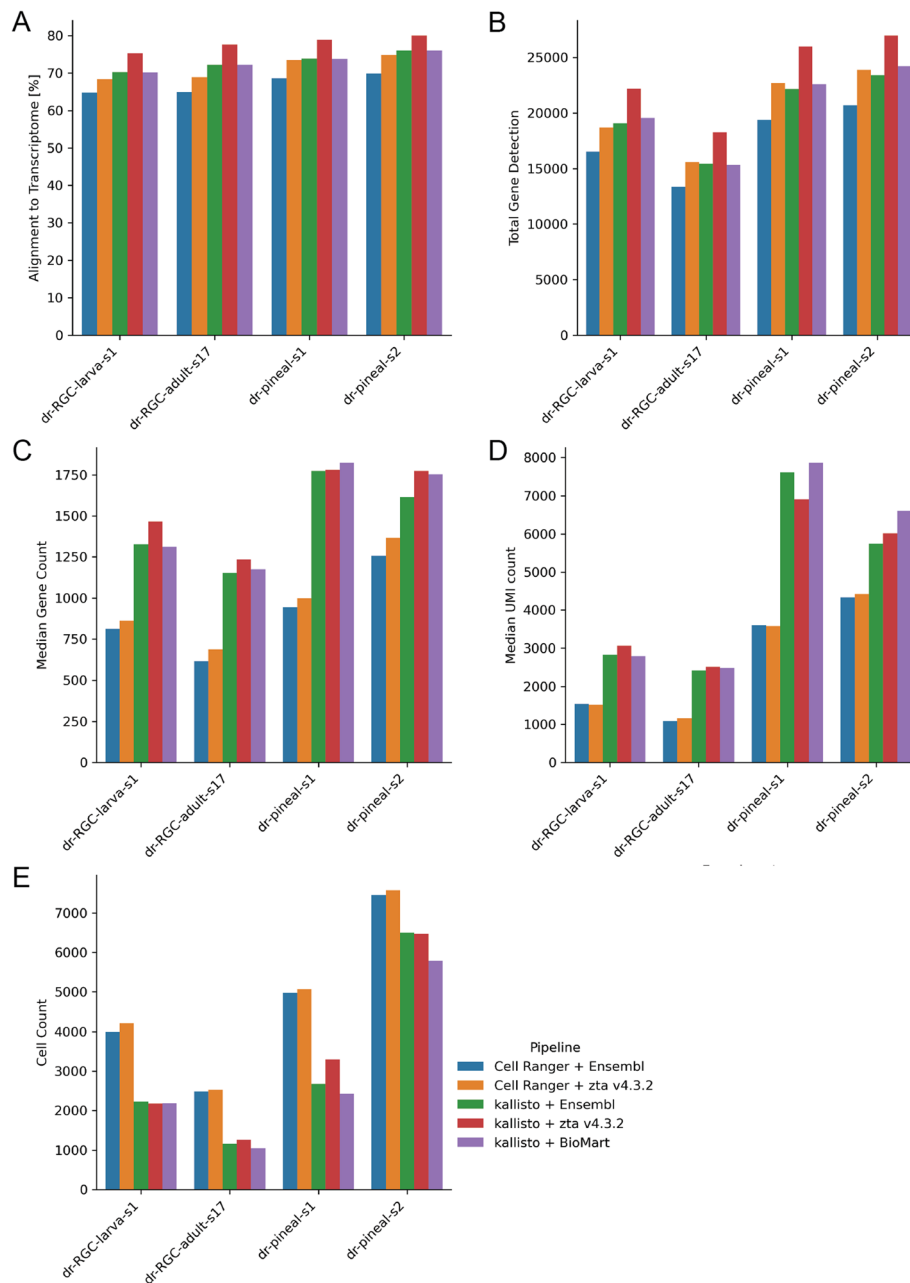 A
Alignment to Transcriptome [%]
80
70
60
50
40
30
20
10
0
dr-RGC-larva-s1
dr-RGC-adult-s17
dr-pineal-s1
dr-pineal-s2
B
Total Gene Detection
25000
20000
15000
10000
5000
0
dr-RGC-larva-s1
dr-RGC-adult-s17
dr-pineal-s1
dr-pineal-s2
C
Median Gene Count
1750
1500
1250
1000
750
500
250
0
dr-RGC-larva-s1
dr-RGC-adult-s17
dr-pineal-s1
dr-pineal-s2
D
Median UMI count
8000
7000
6000
5000
4000
3000
2000
1000
0
dr-RGC-larva-s1
dr-RGC-adult-s17
dr-pineal-s1
dr-pineal-s2
E
Cell Count
7000
6000
5000
4000
3000
2000
1000
0
dr-RGC-larva-s1
dr-RGC-adult-s17
dr-pineal-s1
dr-pineal-s2
Pipeline
Cell Ranger + Ensembl
Cell Ranger + zta v4.3.2
kallisto + Ensembl
kallisto + zta v4.3.2
kallisto + BioMart